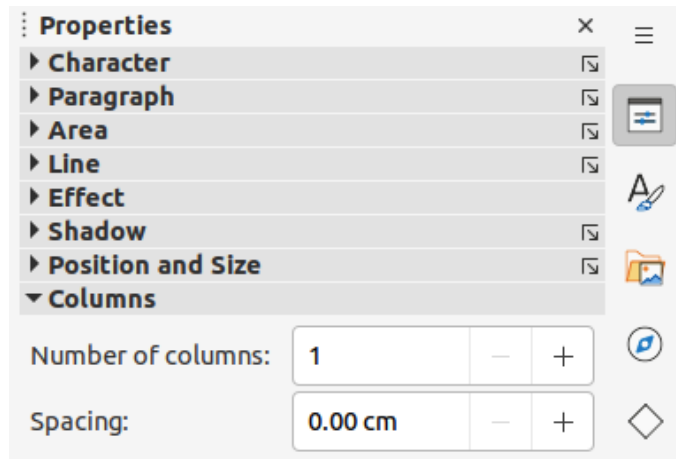 Properties
Character
Paragraph
Area
Line
Effect
Shadow
Position and Size
Columns
Number of columns: 1
Spacing: 0.00 cm